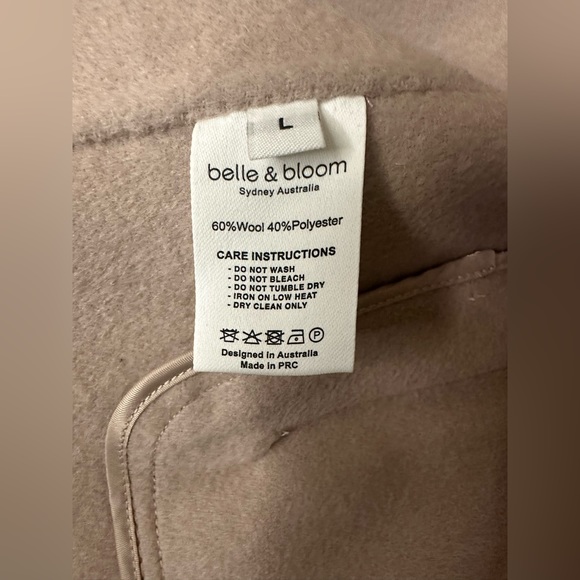 L
belle & bloom
Sydney Australia
60%Wool 40%Polyester
CARE INSTRUCTIONS
- DO NOT WASH
- DO NOT BLEACH
- DO NOT TUMBLE DRY
- IRON ON LOW HEAT
- DRY CLEAN ONLY
P
Designed in Australia
Made in PRC